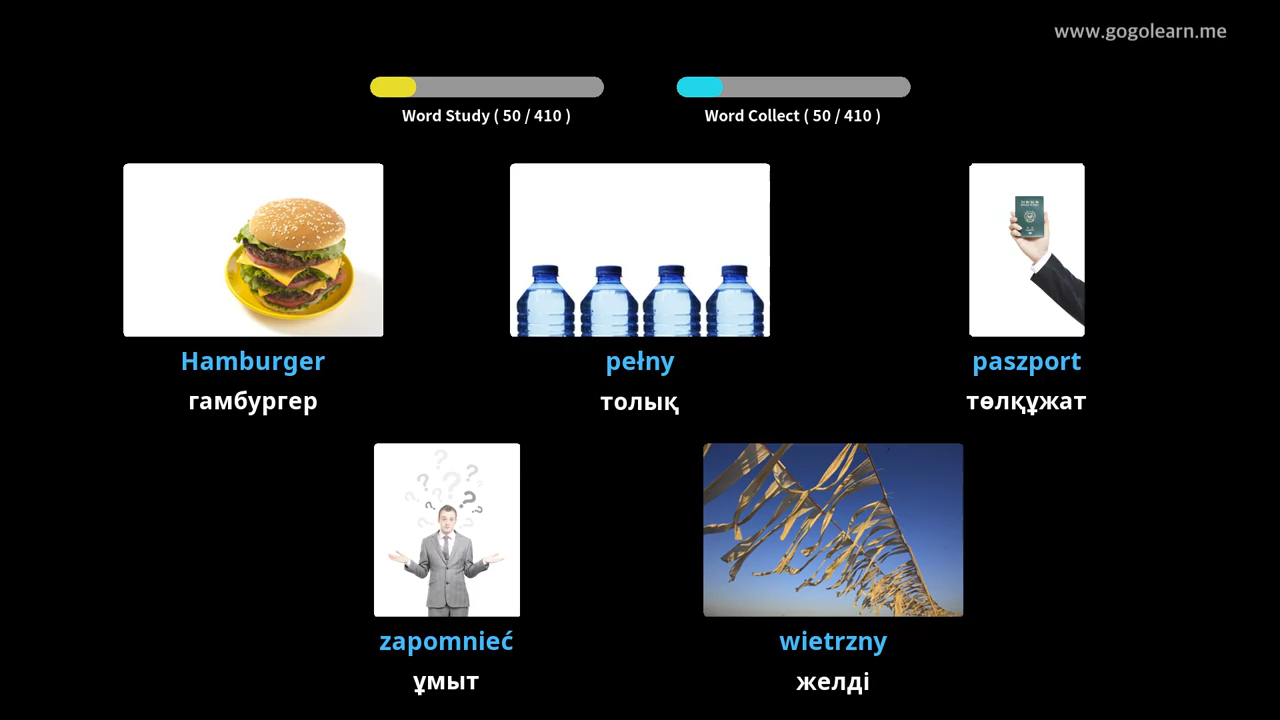 www.gogolearn.me
Word Study ( 50 / 410 )
Word Collect ( 50 / 410 )
Hamburger
гамбургер
pełny
толық
paszport
төлқұжат
zapomnieć
ұмыт
wietrzny
желді